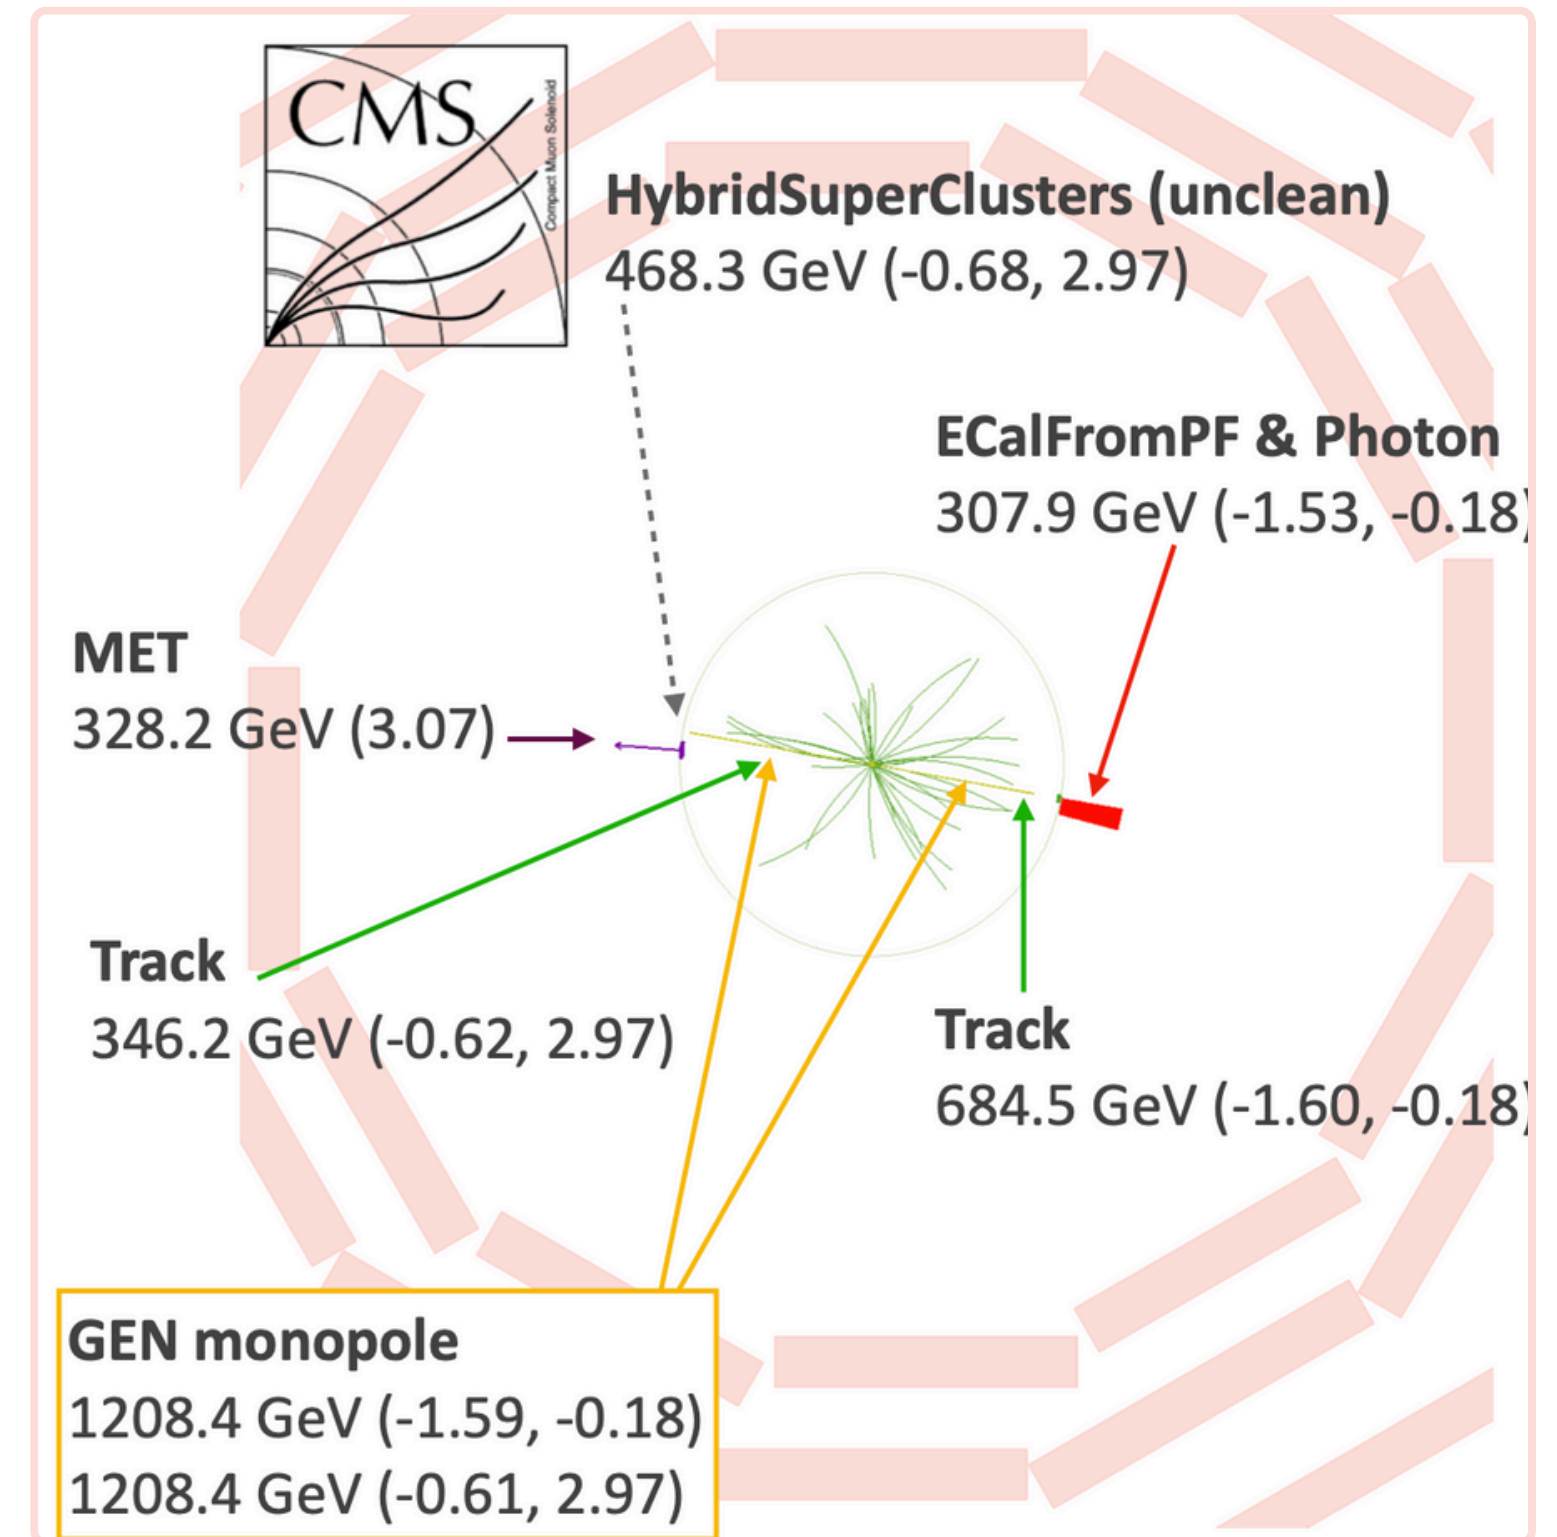 CMS
Compact Muon Solenoid
HybridSuperClusters (unclean)
468.3 GeV (-0.68, 2.97)
ECalFromPF & Photon
307.9 GeV (-1.53, -0.18)
MET
328.2 GeV (3.07)
Track
346.2 GeV (-0.62, 2.97)
Track
684.5 GeV (-1.60, -0.18)
GEN monopole
1208.4 GeV (-1.59, -0.18)
1208.4 GeV (-0.61, 2.97)